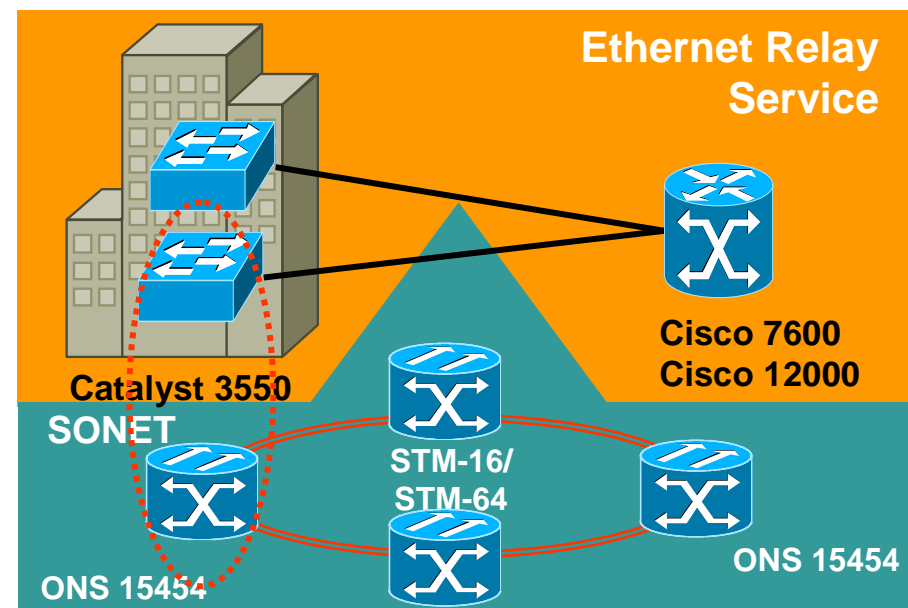 Ethernet Relay
Service
Cisco 7600
Cisco 12000
Catalyst 3550
SONET
STM-16/
STM-64
ONS 15454
ONS 15454